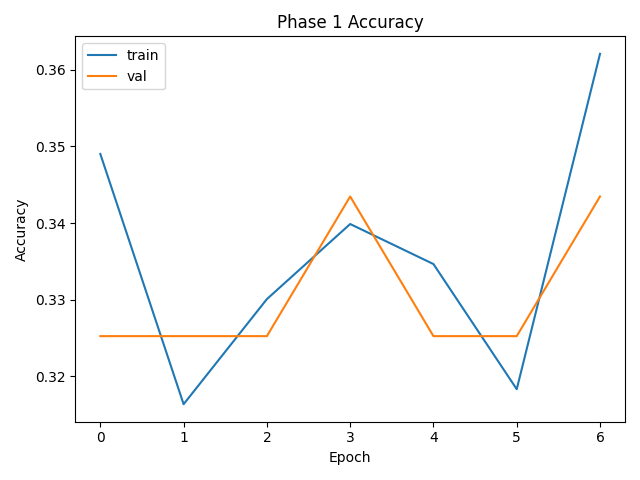 Phase 1 Accuracy
train
val
0.36
0.35
0.34
0.33
0.32
Accuracy
0 1 2 3 4 5 6
Epoch